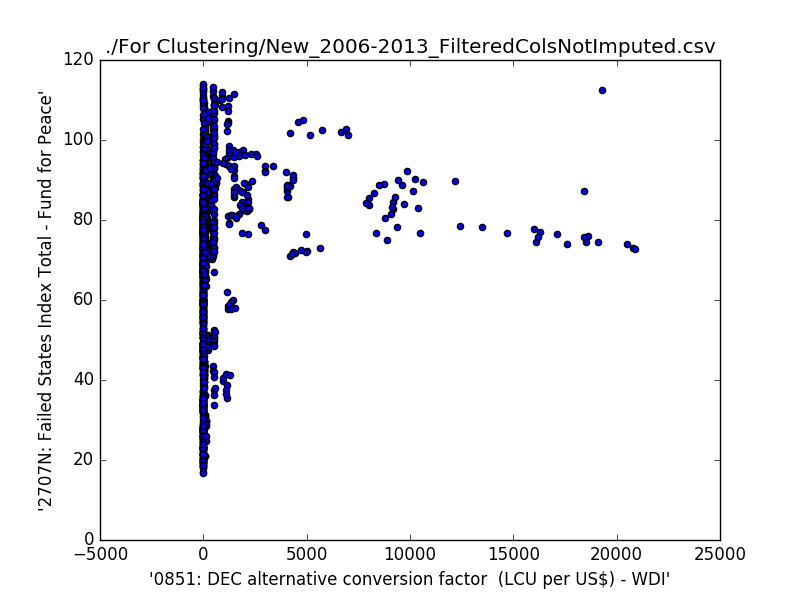 ./For Clustering/New_2006-2013_FilteredColsNotImputed.csv
120
100
80
60
40
20
0
'2707N: Failed States Index Total - Fund for Peace'
−5000 0 5000 10000 15000 20000 25000
'0851: DEC alternative conversion factor  (LCU per US$) - WDI'